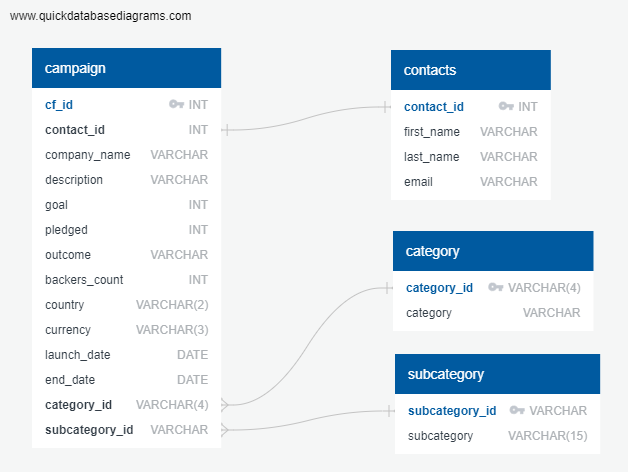 www.quickdatabasediagrams.com
campaign
cf_id INT
contact_id INT
company_name VARCHAR
description VARCHAR
goal INT
pledged INT
outcome VARCHAR
backers_count INT
country VARCHAR(2)
currency VARCHAR(3)
launch_date DATE
end_date DATE
category_id VARCHAR(4)
subcategory_id VARCHAR
contacts
contact_id INT
first_name VARCHAR
last_name VARCHAR
email VARCHAR
category
category_id VARCHAR(4)
category VARCHAR
subcategory
subcategory_id VARCHAR
subcategory VARCHAR(15)